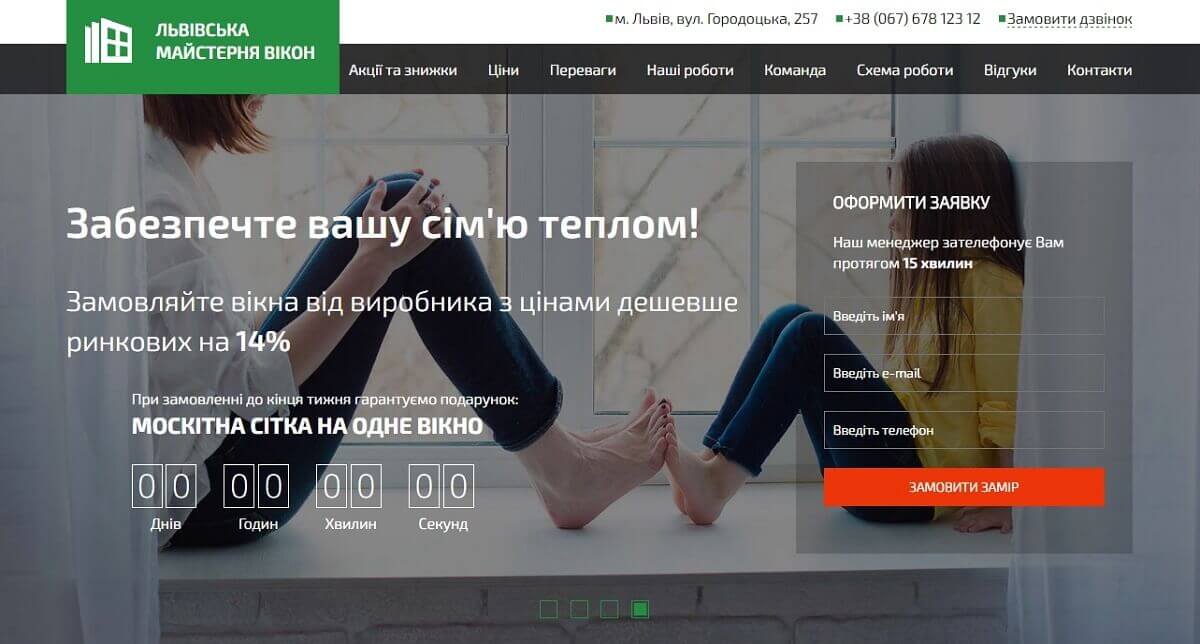 ЛЬВІВСЬКА
МАЙСТЕРНЯ ВІКОН
м. Львів, вул. Городоцька, 257
+38 (067) 678 123 12
Замовити дзвінок
Акції та знижки
Ціни
Переваги
Наші роботи
Команда
Схема роботи
Відгуки
Контакти
Забезпечте вашу сім'ю теплом!
Замовляйте вікна від виробника з цінами дешевше
ринкових на 14%
При замовленні до кінця тижня гарантуємо подарунок:
МОСКІТНА СІТКА НА ОДНЕ ВІКНО
00 00 00 00
Днів Годин Хвилин Секунд
ОФОРМИТИ ЗАЯВКУ
Наш менеджер зателефонує Вам
протягом 15 хвилин
Введіть ім'я
Введіть e-mail
Введіть телефон
ЗАМОВИТИ ЗАМІР